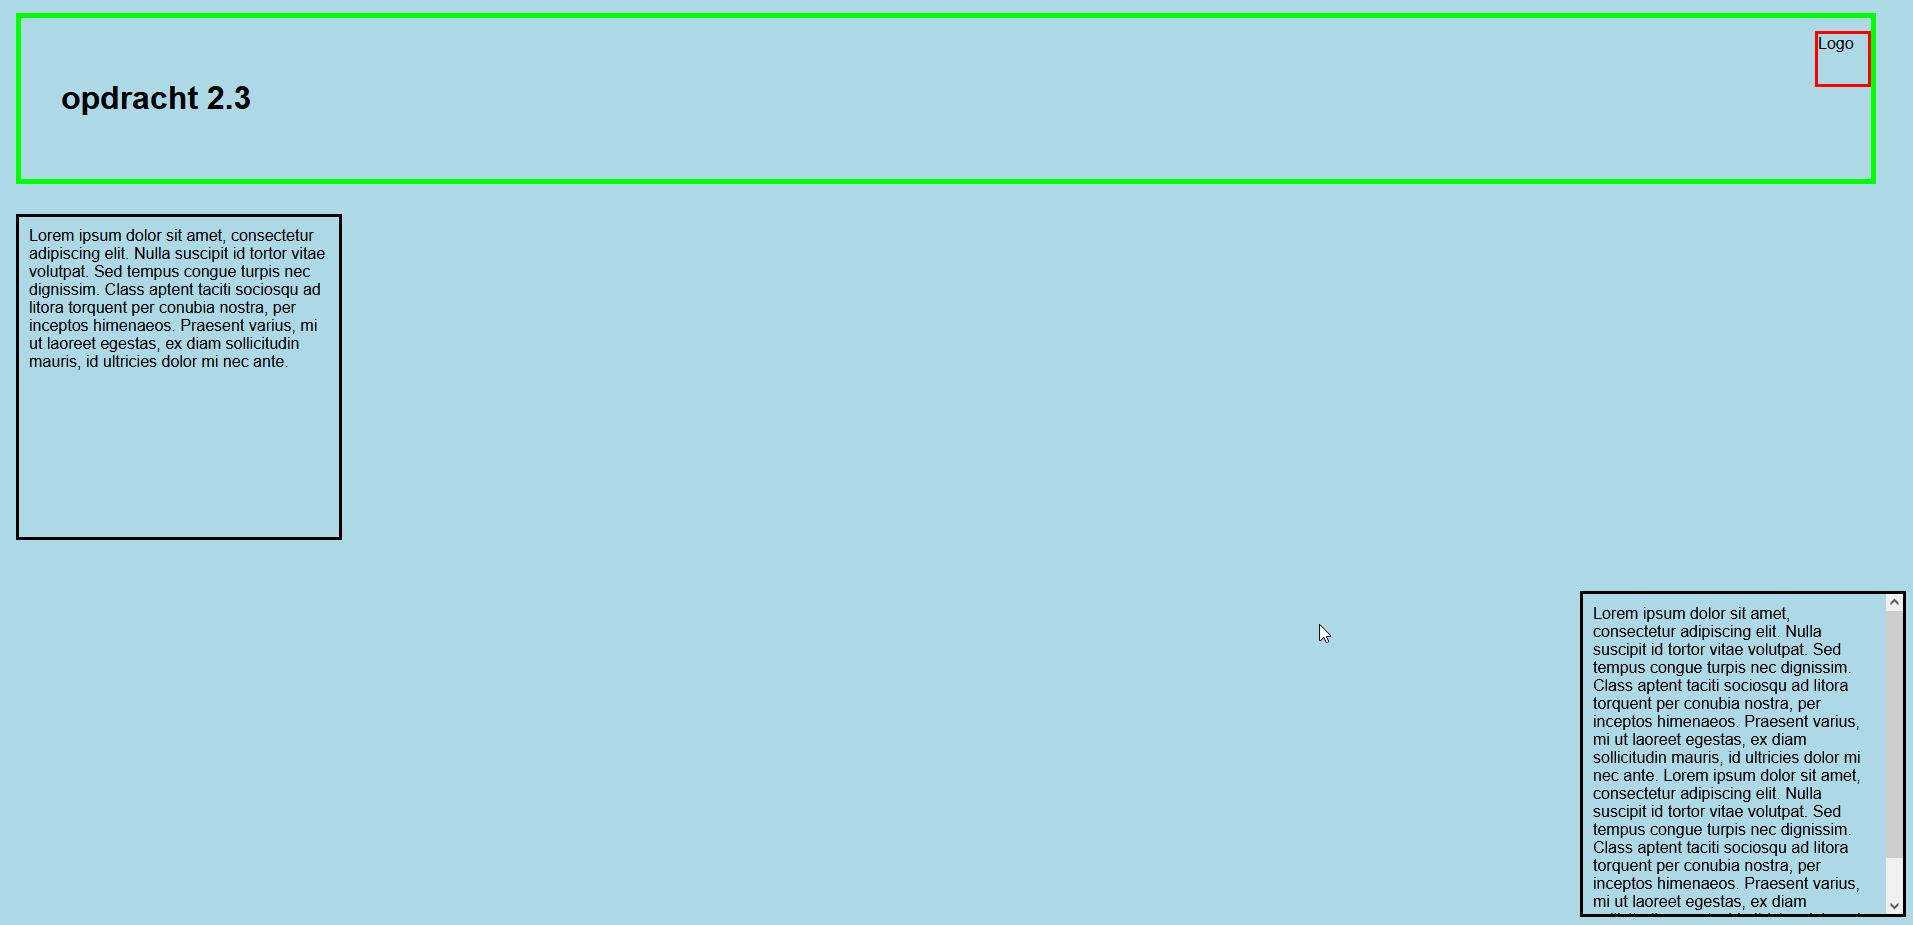 Logo
opdracht 2.3
Lorem ipsum dolor sit amet, consectetur
adipiscing elit. Nulla suscipit id tortor vitae
volutpat. Sed tempus congue turpis nec
dignissim. Class aptent taciti sociosqu ad
litora torquent per conubia nostra, per
inceptos himenaeos. Praesent varius, mi
ut laoreet egestas, ex diam sollicitudin
mauris, id ultricies dolor mi nec ante.
Lorem ipsum dolor sit amet,
consectetur adipiscing elit. Nulla
suscipit id tortor vitae volutpat. Sed
tempus congue turpis nec dignissim.
Class aptent taciti sociosqu ad litora
torquent per conubia nostra, per
inceptos himenaeos. Praesent varius,
mi ut laoreet egestas, ex diam
sollicitudin mauris, id ultricies dolor mi
nec ante. Lorem ipsum dolor sit amet,
consectetur adipiscing elit. Nulla
suscipit id tortor vitae volutpat. Sed
tempus congue turpis nec dignissim.
Class aptent taciti sociosqu ad litora
torquent per conubia nostra, per
inceptos himenaeos. Praesent varius,
mi ut laoreet egestas, ex diam